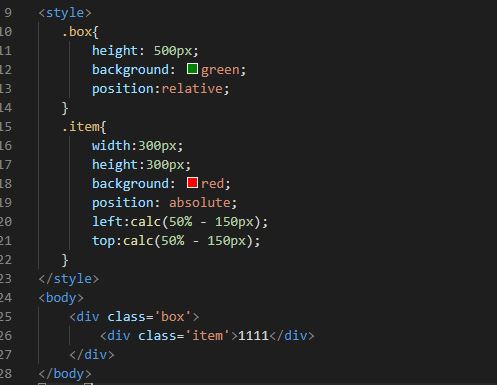 9 <style>
10 .box{
11 height: 500px;
12 background: green;
13 position:relative;
14 }
15 .item{
16 width:300px;
17 height:300px;
18 background: red;
19 position: absolute;
20 left:calc(50% - 150px);
21 top:calc(50% - 150px);
22 }
23 </style>
24 <body>
25 <div class='box'>
26 <div class='item'>1111</div>
27 </div>
28 </body>